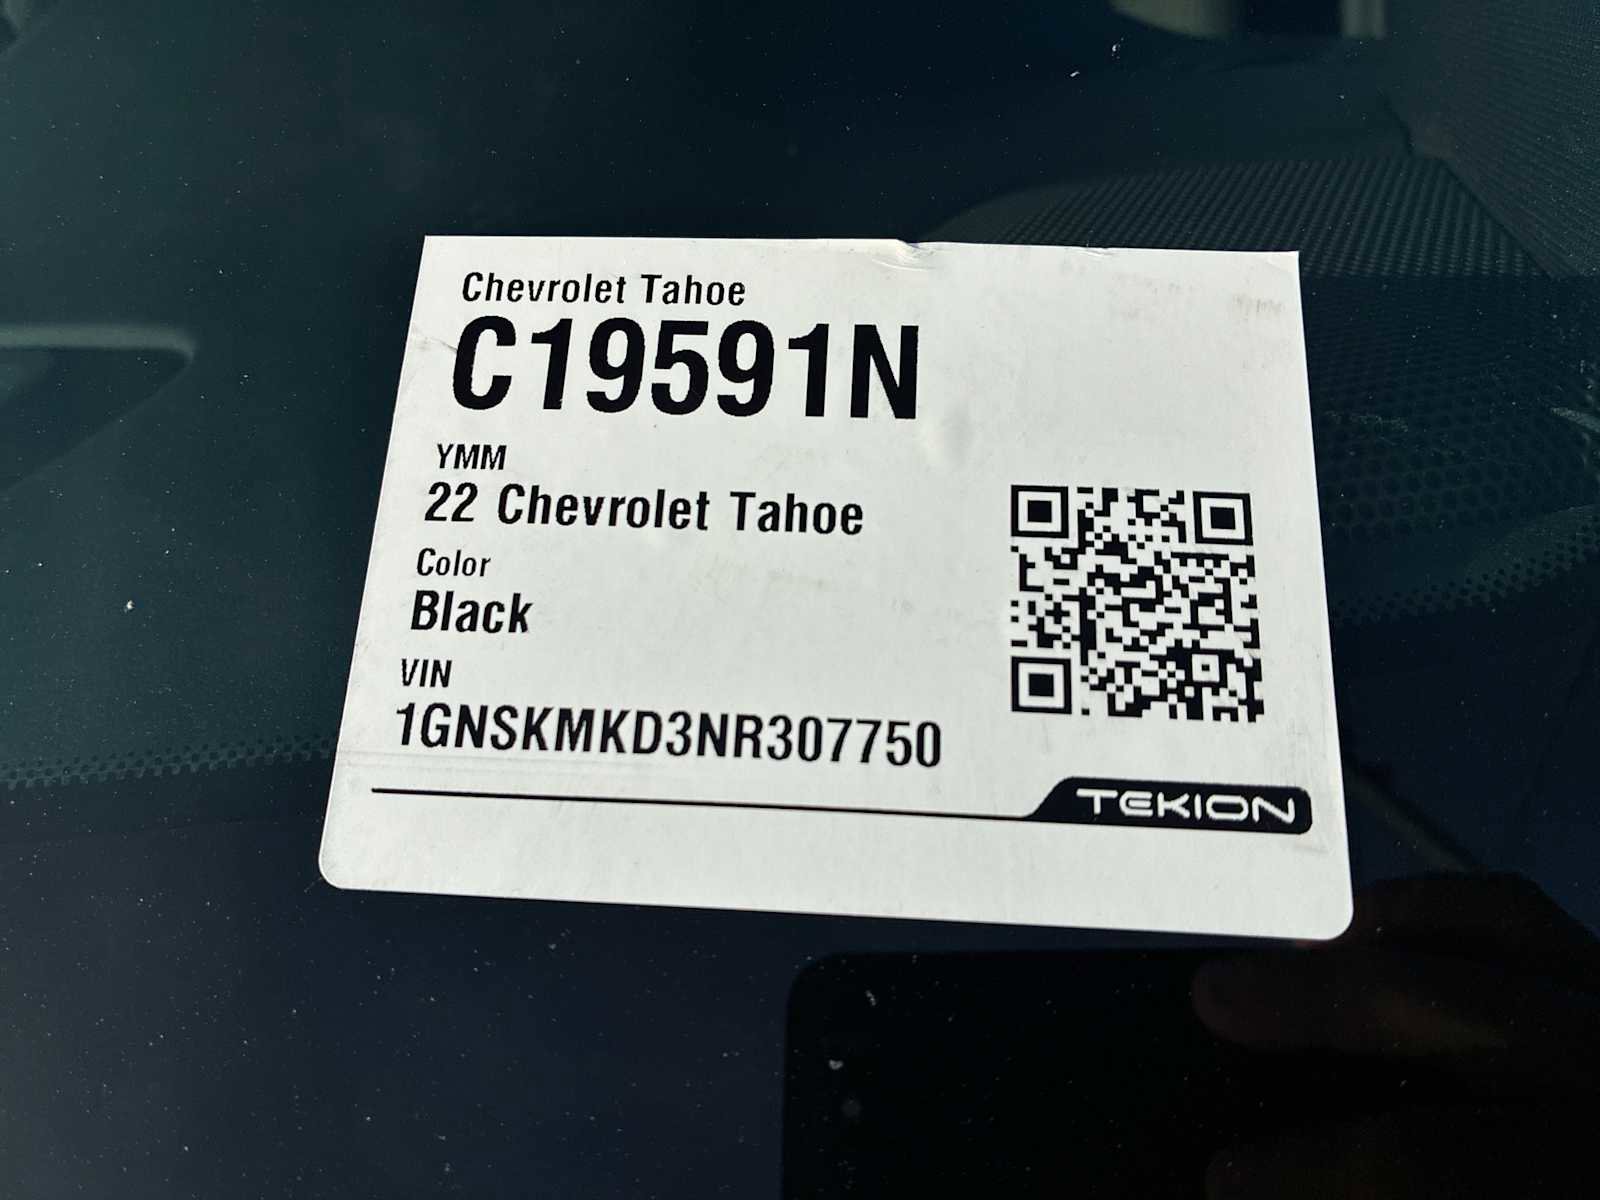 Chevrolet Tahoe
C19591N
YMM
22 Chevrolet Tahoe
Color
Black
VIN
1GNSKMKD3NR307750
TEKION